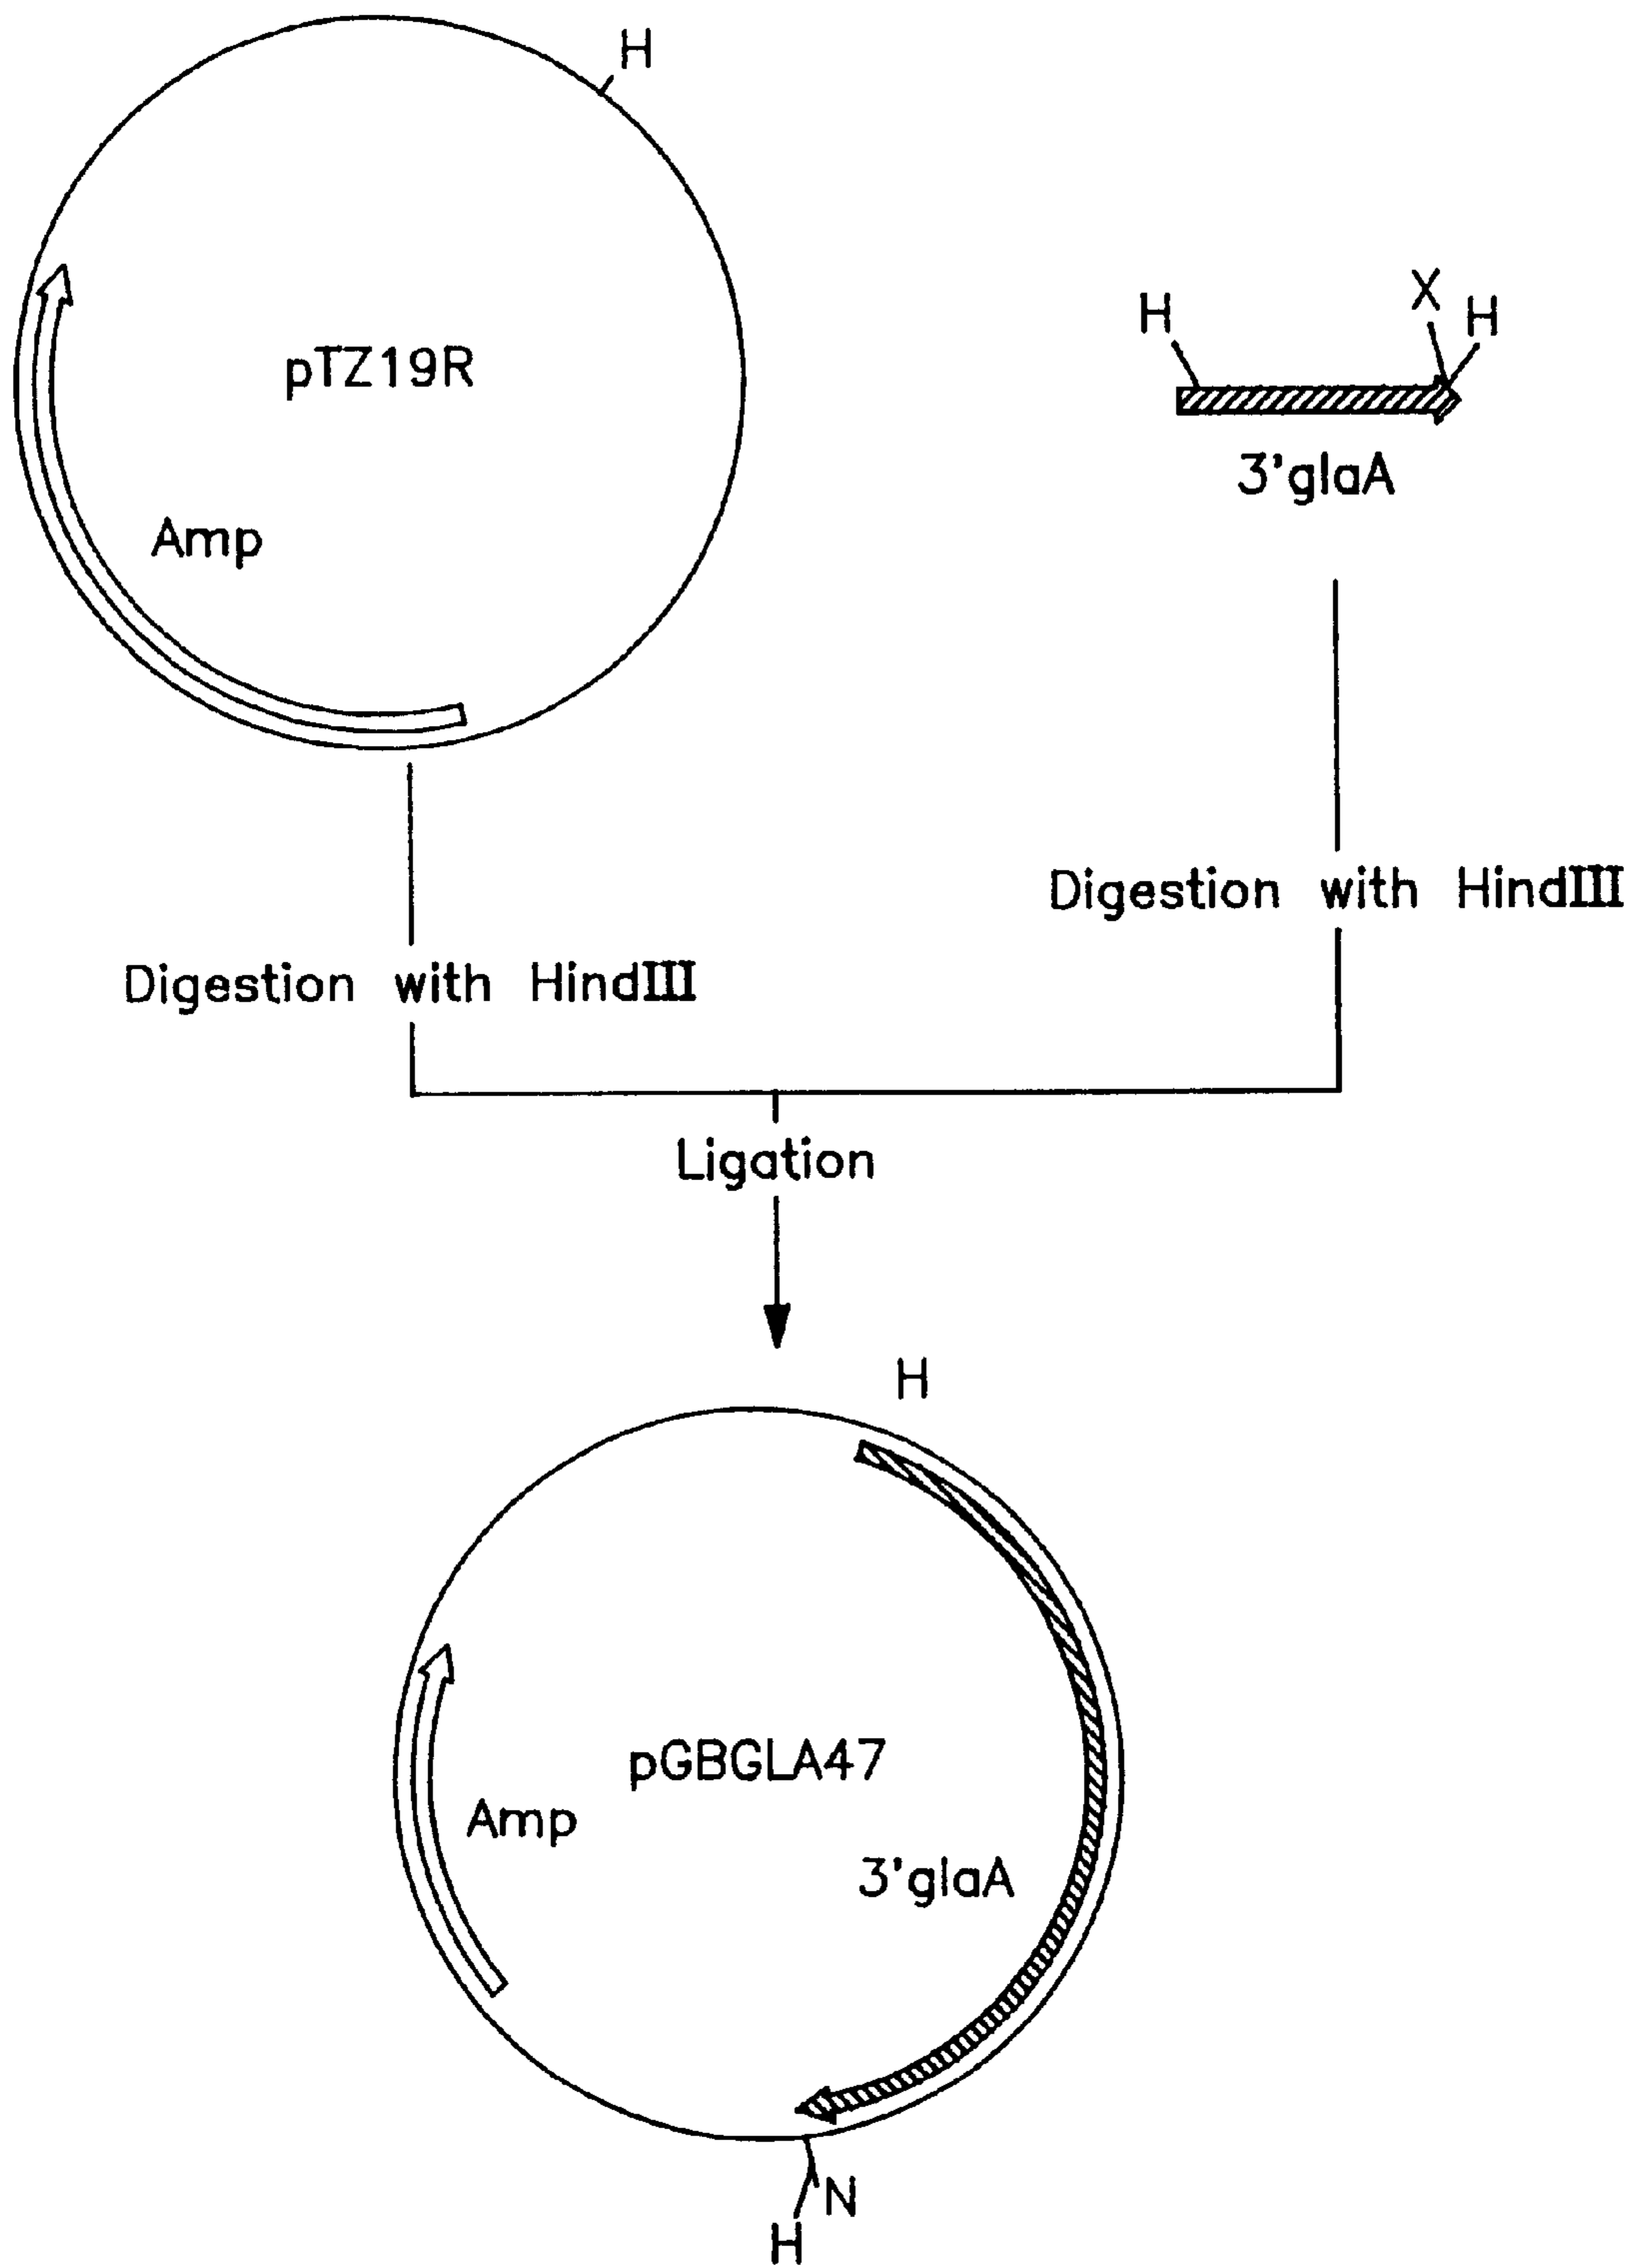 H
pTZ19R
Amp
H
X
H
3'glaA
Digestion with HindIII
Digestion with HindIII
Ligation
H
pGBGLA47
Amp
3'glaA
N
H